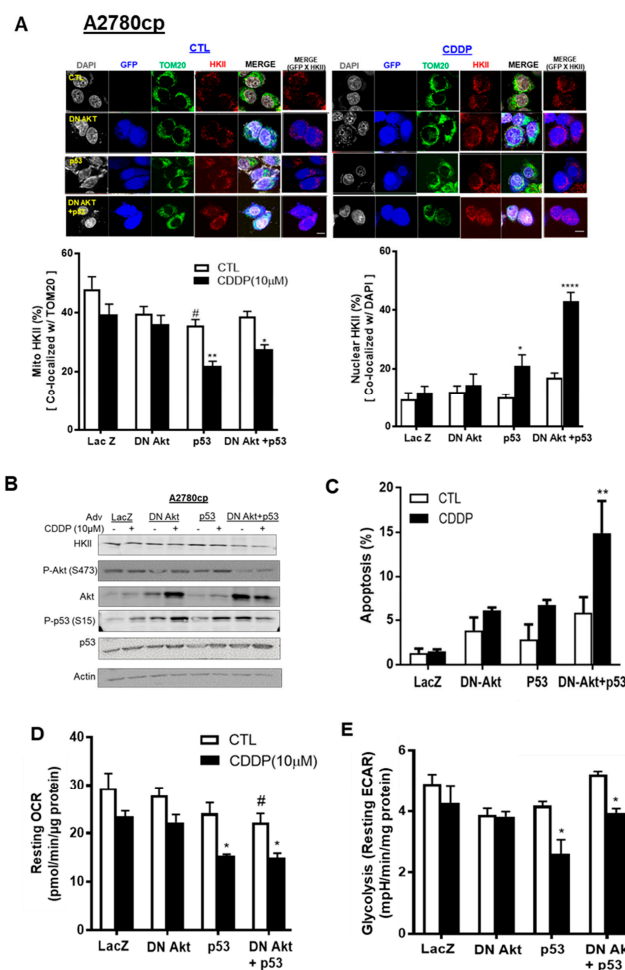 A
A2780cp
CTL
CDDP
DAPI GFP TOM20 HKII MERGE MERGE (GFP X HKII)
DAPI GFP TOM20 HKII MERGE MERGE (GFP X HKII)
CTL
DN AKT
p53
DN AKT
+p53
Mito HKII (%)
[ Co-localized w/ TOM20]
60
40
20
0
CTL
CDDP(10μM)
#
**
*
Lac Z DN Akt p53 DN Akt +p53
Nuclear HKII (%)
[ Co-localized w/ DAPI]
60
40
20
0
*
****
Lac Z DN Akt p53 DN Akt +p53
B
A2780cp
Adv LacZ DN Akt p53 DN Akt+p53
CDDP (10μM) - + - + - + - +
HKII
P-Akt (S473)
Akt
P-p53 (S15)
p53
Actin
C
CTL
CDDP
Apoptosis (%)
20
15
10
5
0
**
LacZ DN-Akt P53 DN-Akt+p53
D
CTL
CDDP(10μM)
Resting OCR
(pmol/min/μg protein)
40
30
20
10
0
*
#
*
LacZ DN Akt p53 DN Akt
+ p53
E
Glycolysis (Resting ECAR)
(mpH/min/mg protein)
6
4
2
0
*
*
LacZ DN Akt p53 DN Akt
+ p53